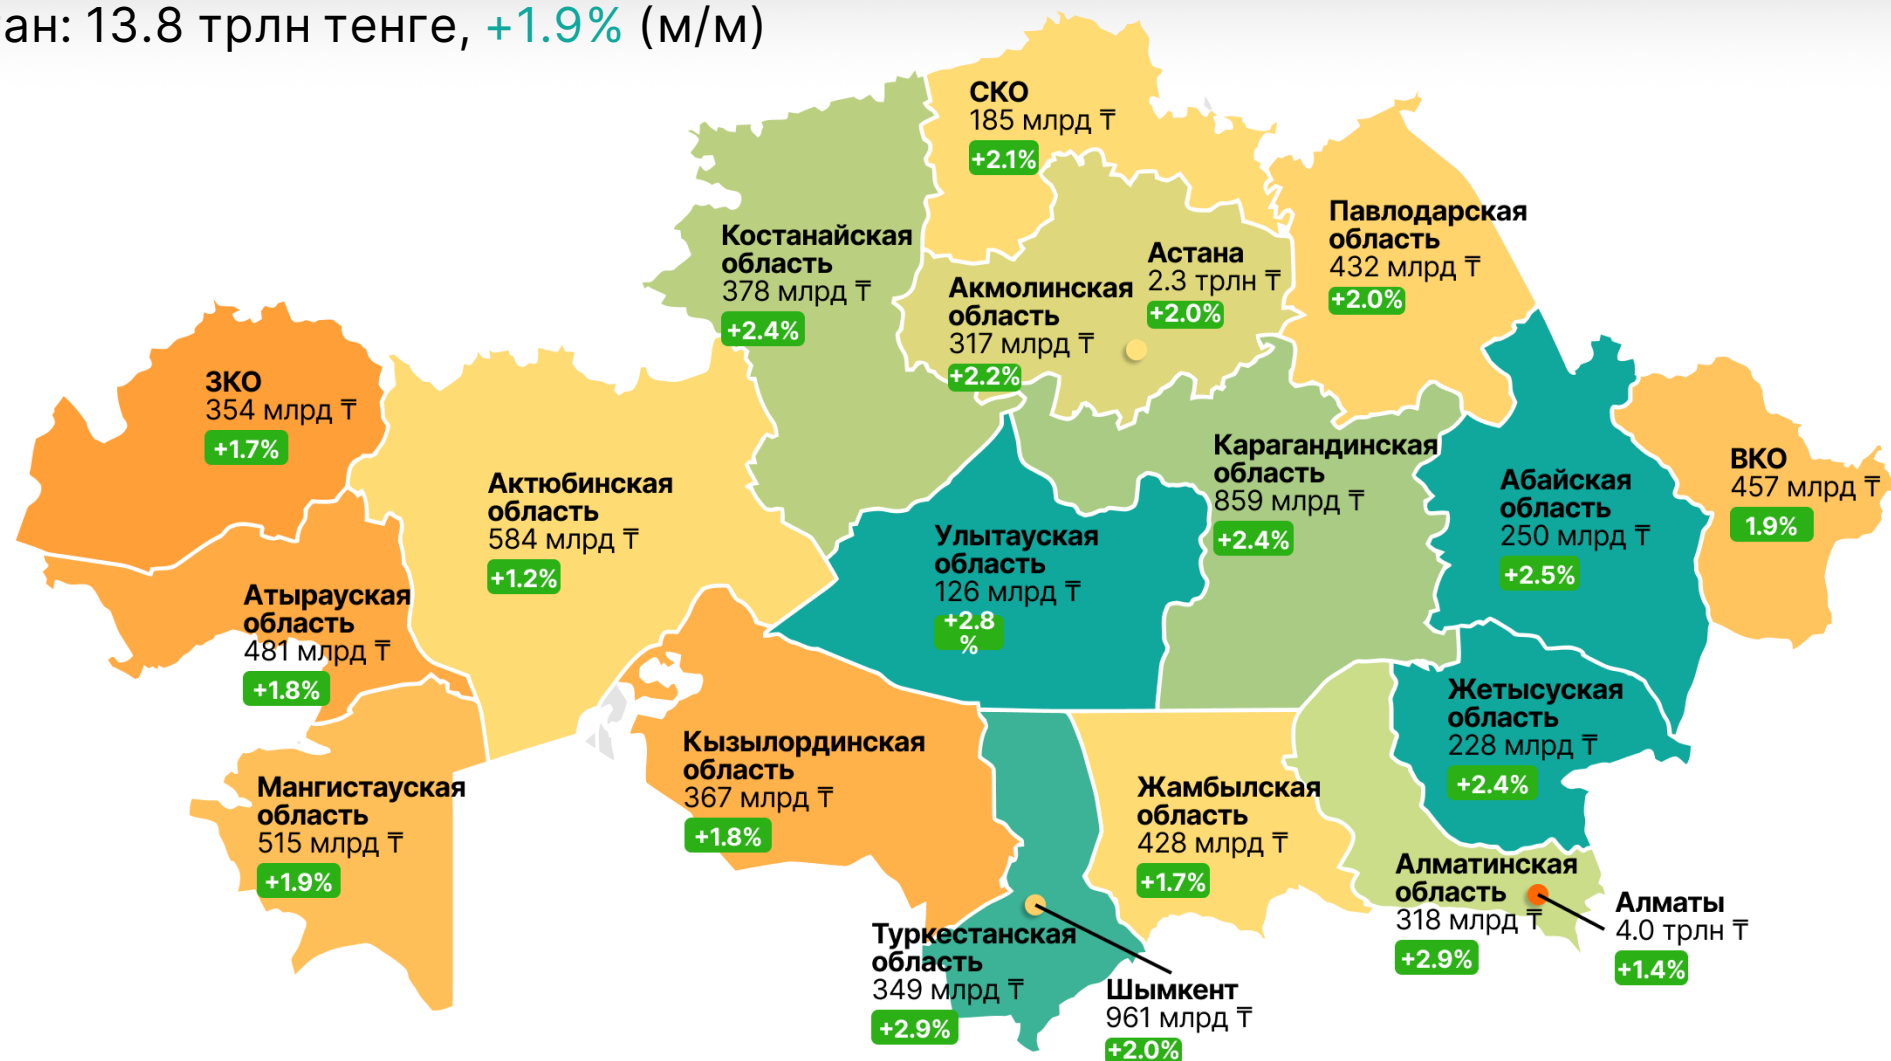 ан: 13.8 трлн тенге, +1.9% (м/м)
СКО
185 млрд ₸
+2.1%
Костанайская
область
378 млрд ₸
+2.4%
Акмолинская
область
317 млрд ₸
+2.2%
Астана
2.3 трлн ₸
+2.0%
Павлодарская
область
432 млрд ₸
+2.0%
ЗКО
354 млрд ₸
+1.7%
Актюбинская
область
584 млрд ₸
+1.2%
Карагандинская
область
859 млрд ₸
+2.4%
Абайская
область
250 млрд ₸
+2.5%
ВКО
457 млрд ₸
1.9%
Атырауская
область
481 млрд ₸
+1.8%
Улытауская
область
126 млрд ₸
+2.8
%
Мангистауская
область
515 млрд ₸
+1.9%
Кызылординская
область
367 млрд ₸
+1.8%
Жетысуская
область
228 млрд ₸
+2.4%
Жамбылская
область
428 млрд ₸
+1.7%
Алматинская
область
318 млрд ₸
+2.9%
Алматы
4.0 трлн ₸
+1.4%
Туркестанская
область
349 млрд ₸
+2.9%
Шымкент
961 млрд ₸
+2.0%